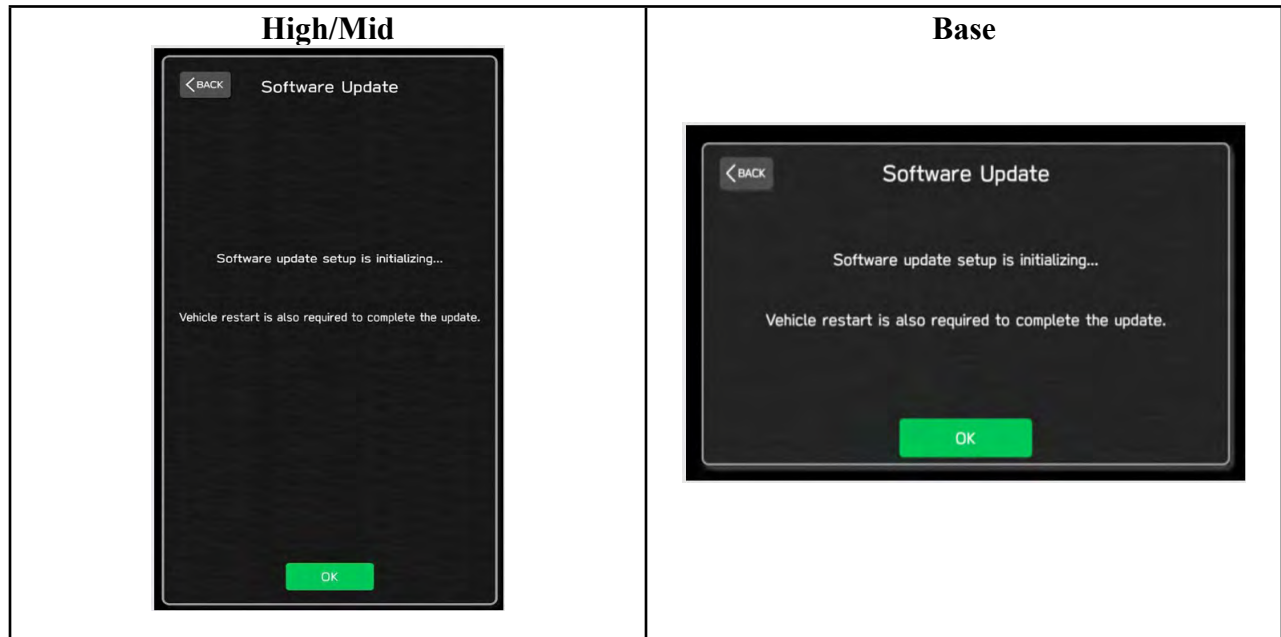 High/Mid
BACK
Software Update
Software update setup is initializing...
Vehicle restart is also required to complete the update.
OK
Base
BACK
Software Update
Software update setup is initializing...
Vehicle restart is also required to complete the update.
OK